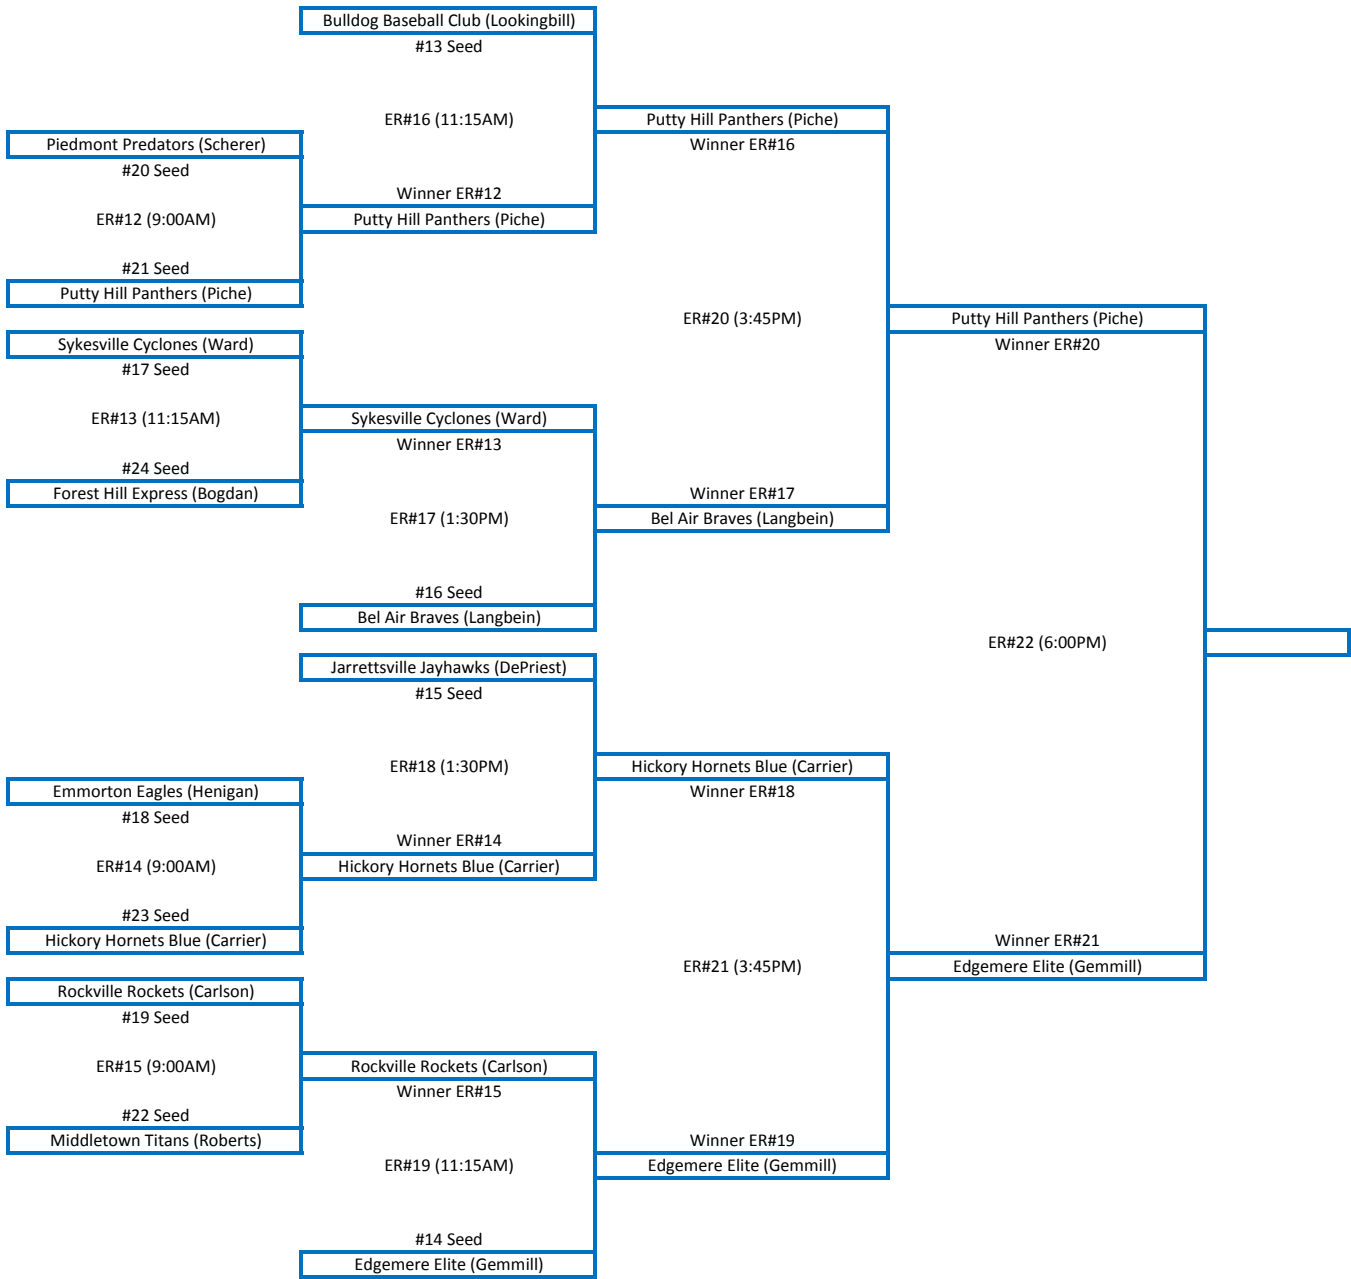 Bulldog Baseball Club (Lookingbill)
#13 Seed
ER#16 (11:15AM)
Putty Hill Panthers (Piche)
Piedmont Predators (Scherer)
Winner ER#16
#20 Seed
Winner ER#12
ER#12 (9:00AM)
Putty Hill Panthers (Piche)
#21 Seed
Putty Hill Panthers (Piche)
ER#20 (3:45PM)
Putty Hill Panthers (Piche)
Sykesville Cyclones (Ward)
Winner ER#20
#17 Seed
ER#13 (11:15AM)
Sykesville Cyclones (Ward)
Winner ER#13
#24 Seed
Forest Hill Express (Bogdan)
Winner ER#17
ER#17 (1:30PM)
Bel Air Braves (Langbein)
#16 Seed
Bel Air Braves (Langbein)
ER#22 (6:00PM)
Jarrettsville Jayhawks (DePriest)
#15 Seed
ER#18 (1:30PM)
Hickory Hornets Blue (Carrier)
Emmorton Eagles (Henigan)
Winner ER#18
#18 Seed
Winner ER#14
ER#14 (9:00AM)
Hickory Hornets Blue (Carrier)
#23 Seed
Hickory Hornets Blue (Carrier)
Winner ER#21
ER#21 (3:45PM)
Edgemere Elite (Gemmill)
Rockville Rockets (Carlson)
#19 Seed
ER#15 (9:00AM)
Rockville Rockets (Carlson)
Winner ER#15
#22 Seed
Middletown Titans (Roberts)
Winner ER#19
ER#19 (11:15AM)
Edgemere Elite (Gemmill)
#14 Seed
Edgemere Elite (Gemmill)